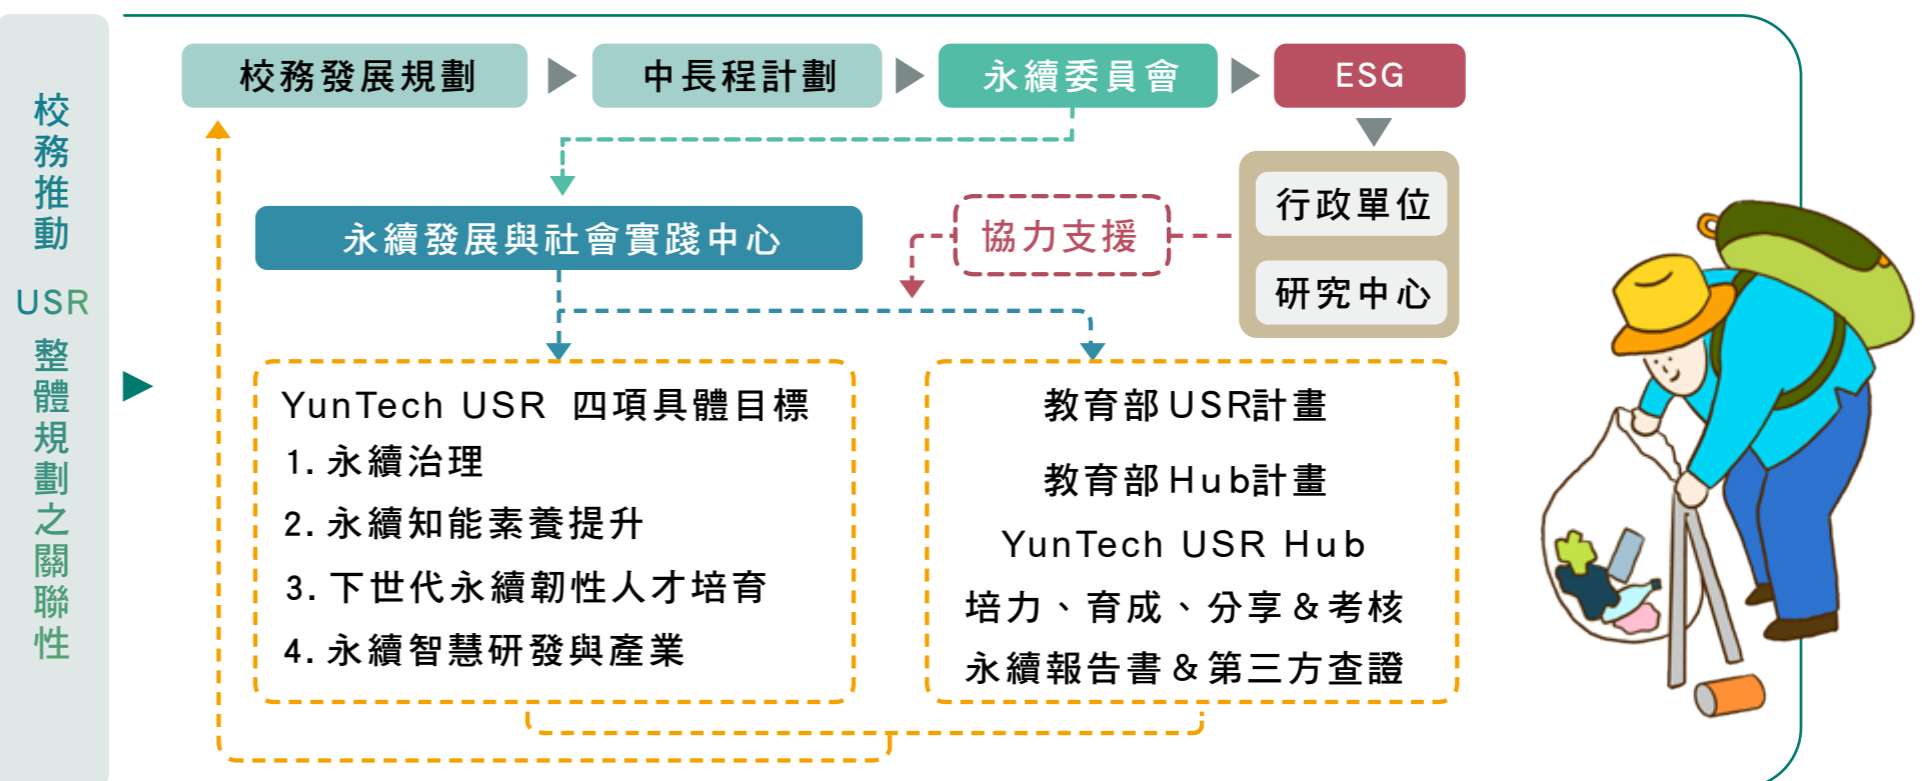 校務推動 USR 整體規劃之關聯性
校務發展規劃
中長程計劃
永續委員會
ESG
行政單位
研究中心
協力支援
永續發展與社會實踐中心
YunTech USR 四項具體目標
1. 永續治理
2. 永續知能素養提升
3. 下世代永續韌性人才培育
4. 永續智慧研發與產業
教育部USR計畫
教育部Hub計畫
YunTech USR Hub
培力、育成、分享&考核
永續報告書&第三方查證